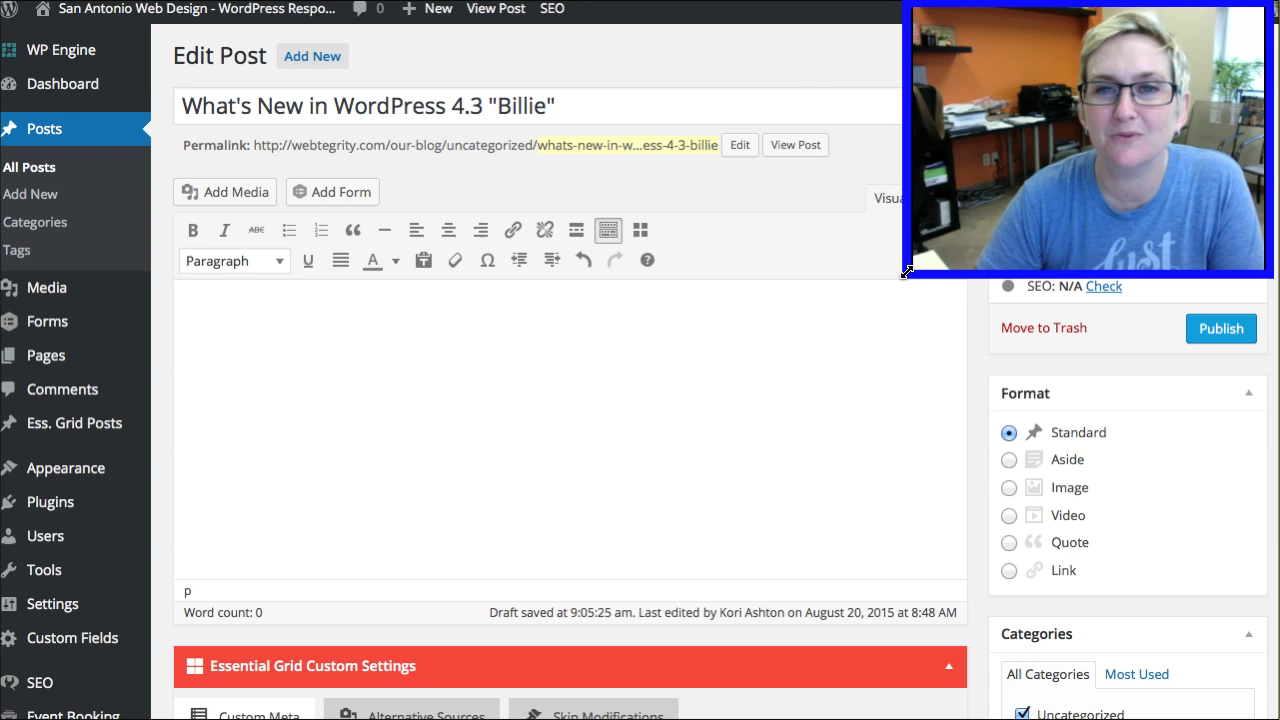 San Antonio Web Design - WordPress Respo... 0 New View Post SEO
WP Engine
Dashboard
Posts
All Posts
Add New
Categories
Tags
Media
Forms
Pages
Comments
Ess. Grid Posts
Appearance
Plugins
Users
Tools
Settings
Custom Fields
SEO
Event Booking
Edit Post Add New
What's New in WordPress 4.3 "Billie"
Permalink: http://webtegrity.com/our-blog/uncategorized/whats-new-in-w...ess-4-3-billie Edit View Post
Add Media Add Form
Visua
B I ABC
Paragraph U A
p
Word count: 0 Draft saved at 9:05:25 am. Last edited by Kori Ashton on August 20, 2015 at 8:48 AM
Essential Grid Custom Settings
Custom Meta Alternative Sources Skin Modifications
just
SEO: N/A Check
Move to Trash Publish
Format
Standard
Aside
Image
Video
Quote
Link
Categories
All Categories Most Used
Uncategorized